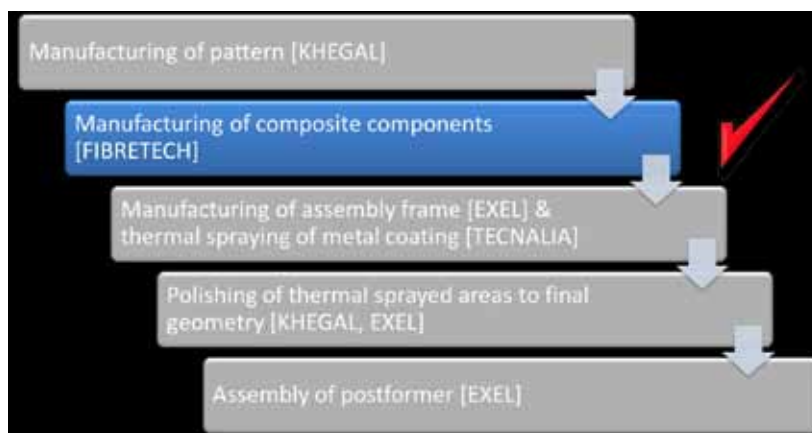 Manufacturing of pattern [KHEGAL]
Manufacturing of composite components
[FIBRETECH]
Manufacturing of assembly frame [EXEL] &
thermal spraying of metal coating [TECNALIA]
Polishing of thermal sprayed areas to final
geometry [KHEGAL, EXEL]
Assembly of postformer [EXEL]